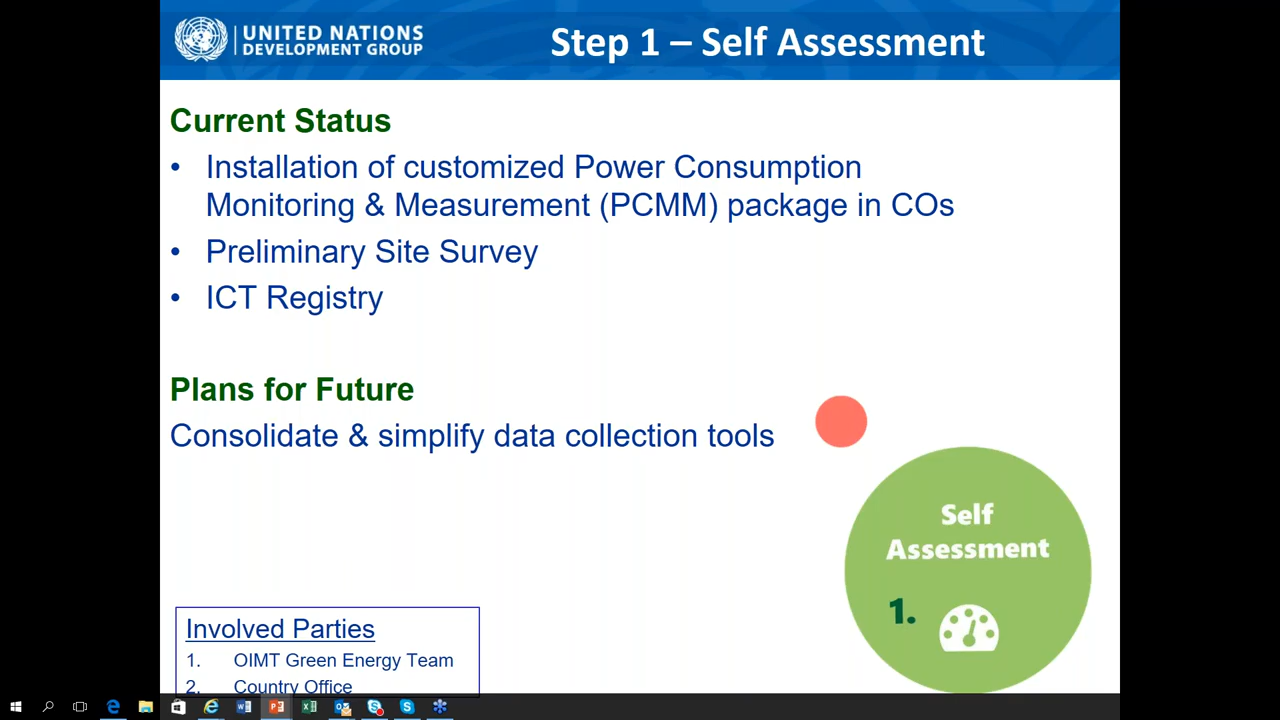 UNITED NATIONS
DEVELOPMENT GROUP
Step 1 – Self Assessment
Current Status
• Installation of customized Power Consumption
Monitoring & Measurement (PCMM) package in COs
• Preliminary Site Survey
• ICT Registry
Plans for Future
Consolidate & simplify data collection tools
Self
Assessment
1.
Involved Parties
1. OIMT Green Energy Team
2. Country Office